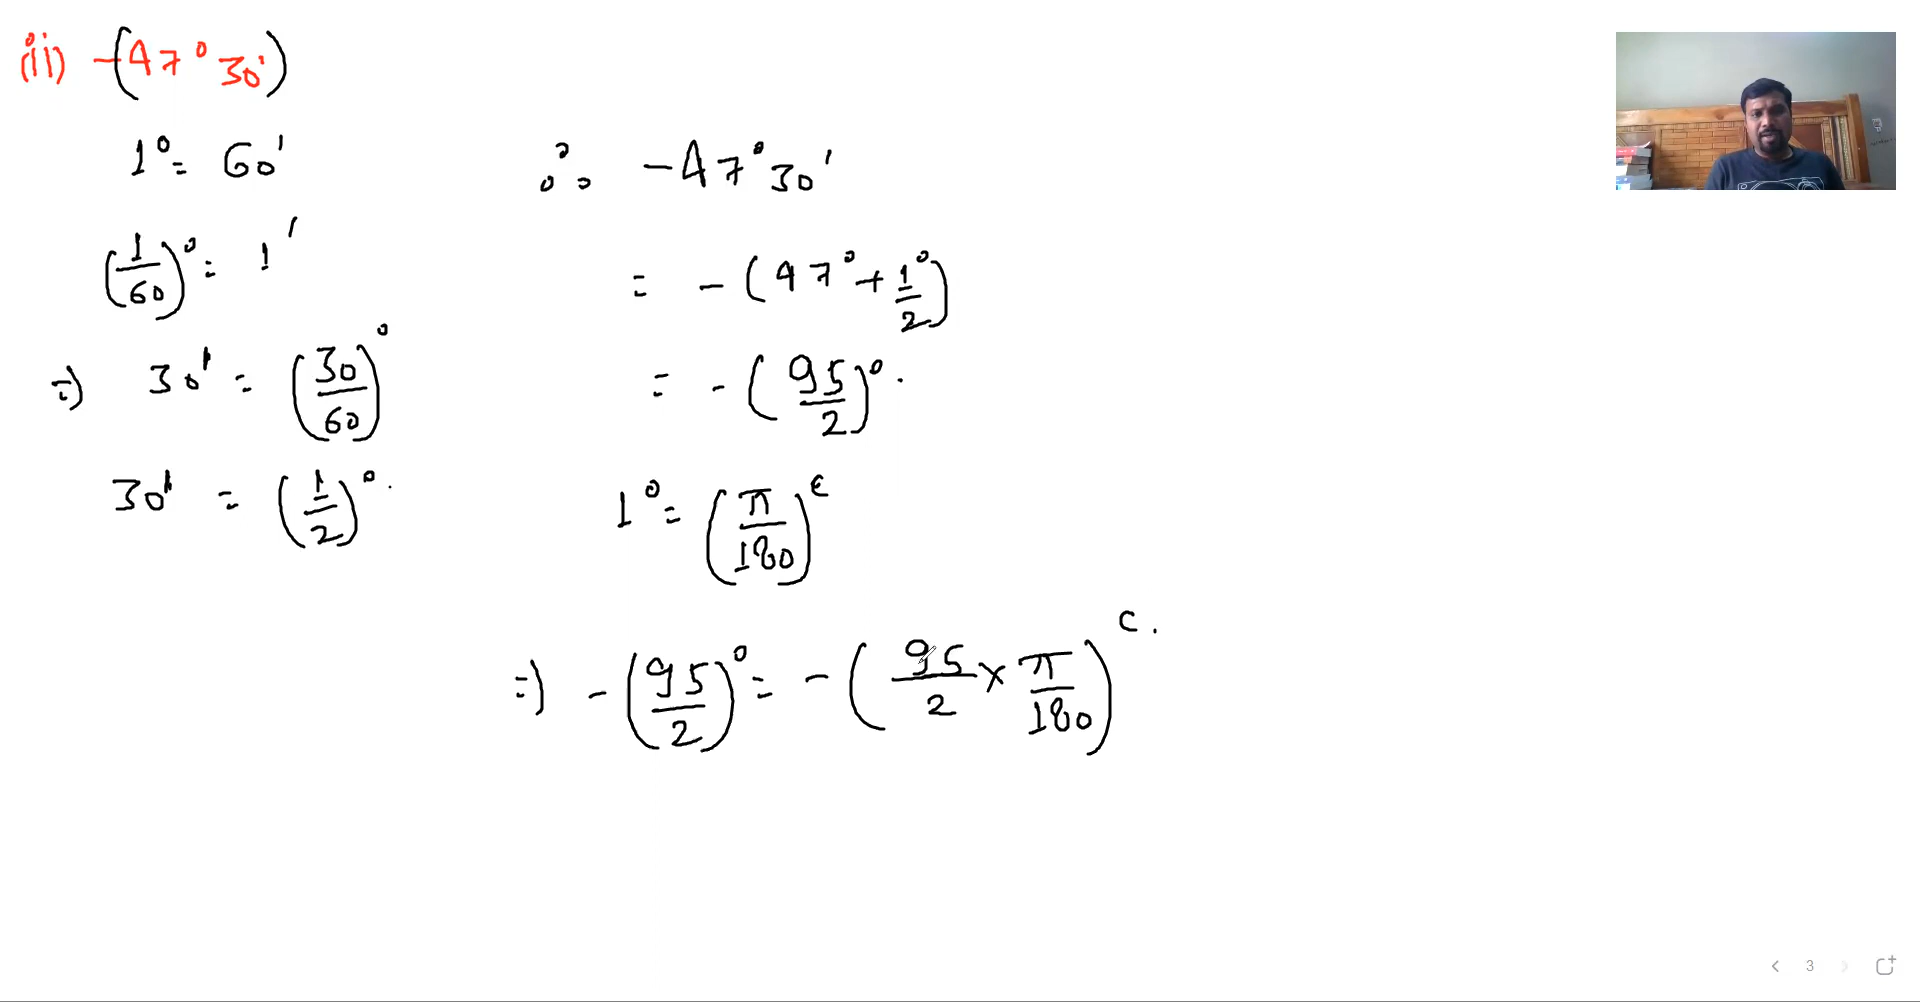 (ii) -(47° 30')
1° = 60'
(1/60)° = 1'
=) 30' = (30/60)°
30' = (1/2)°.
∴ -47° 30'
= -(47° + 1/2°)
= -(95/2)°.
1° = (π/180)ᶜ
=) -(95/2)° = -(95/2 × π/180)ᶜ.
3